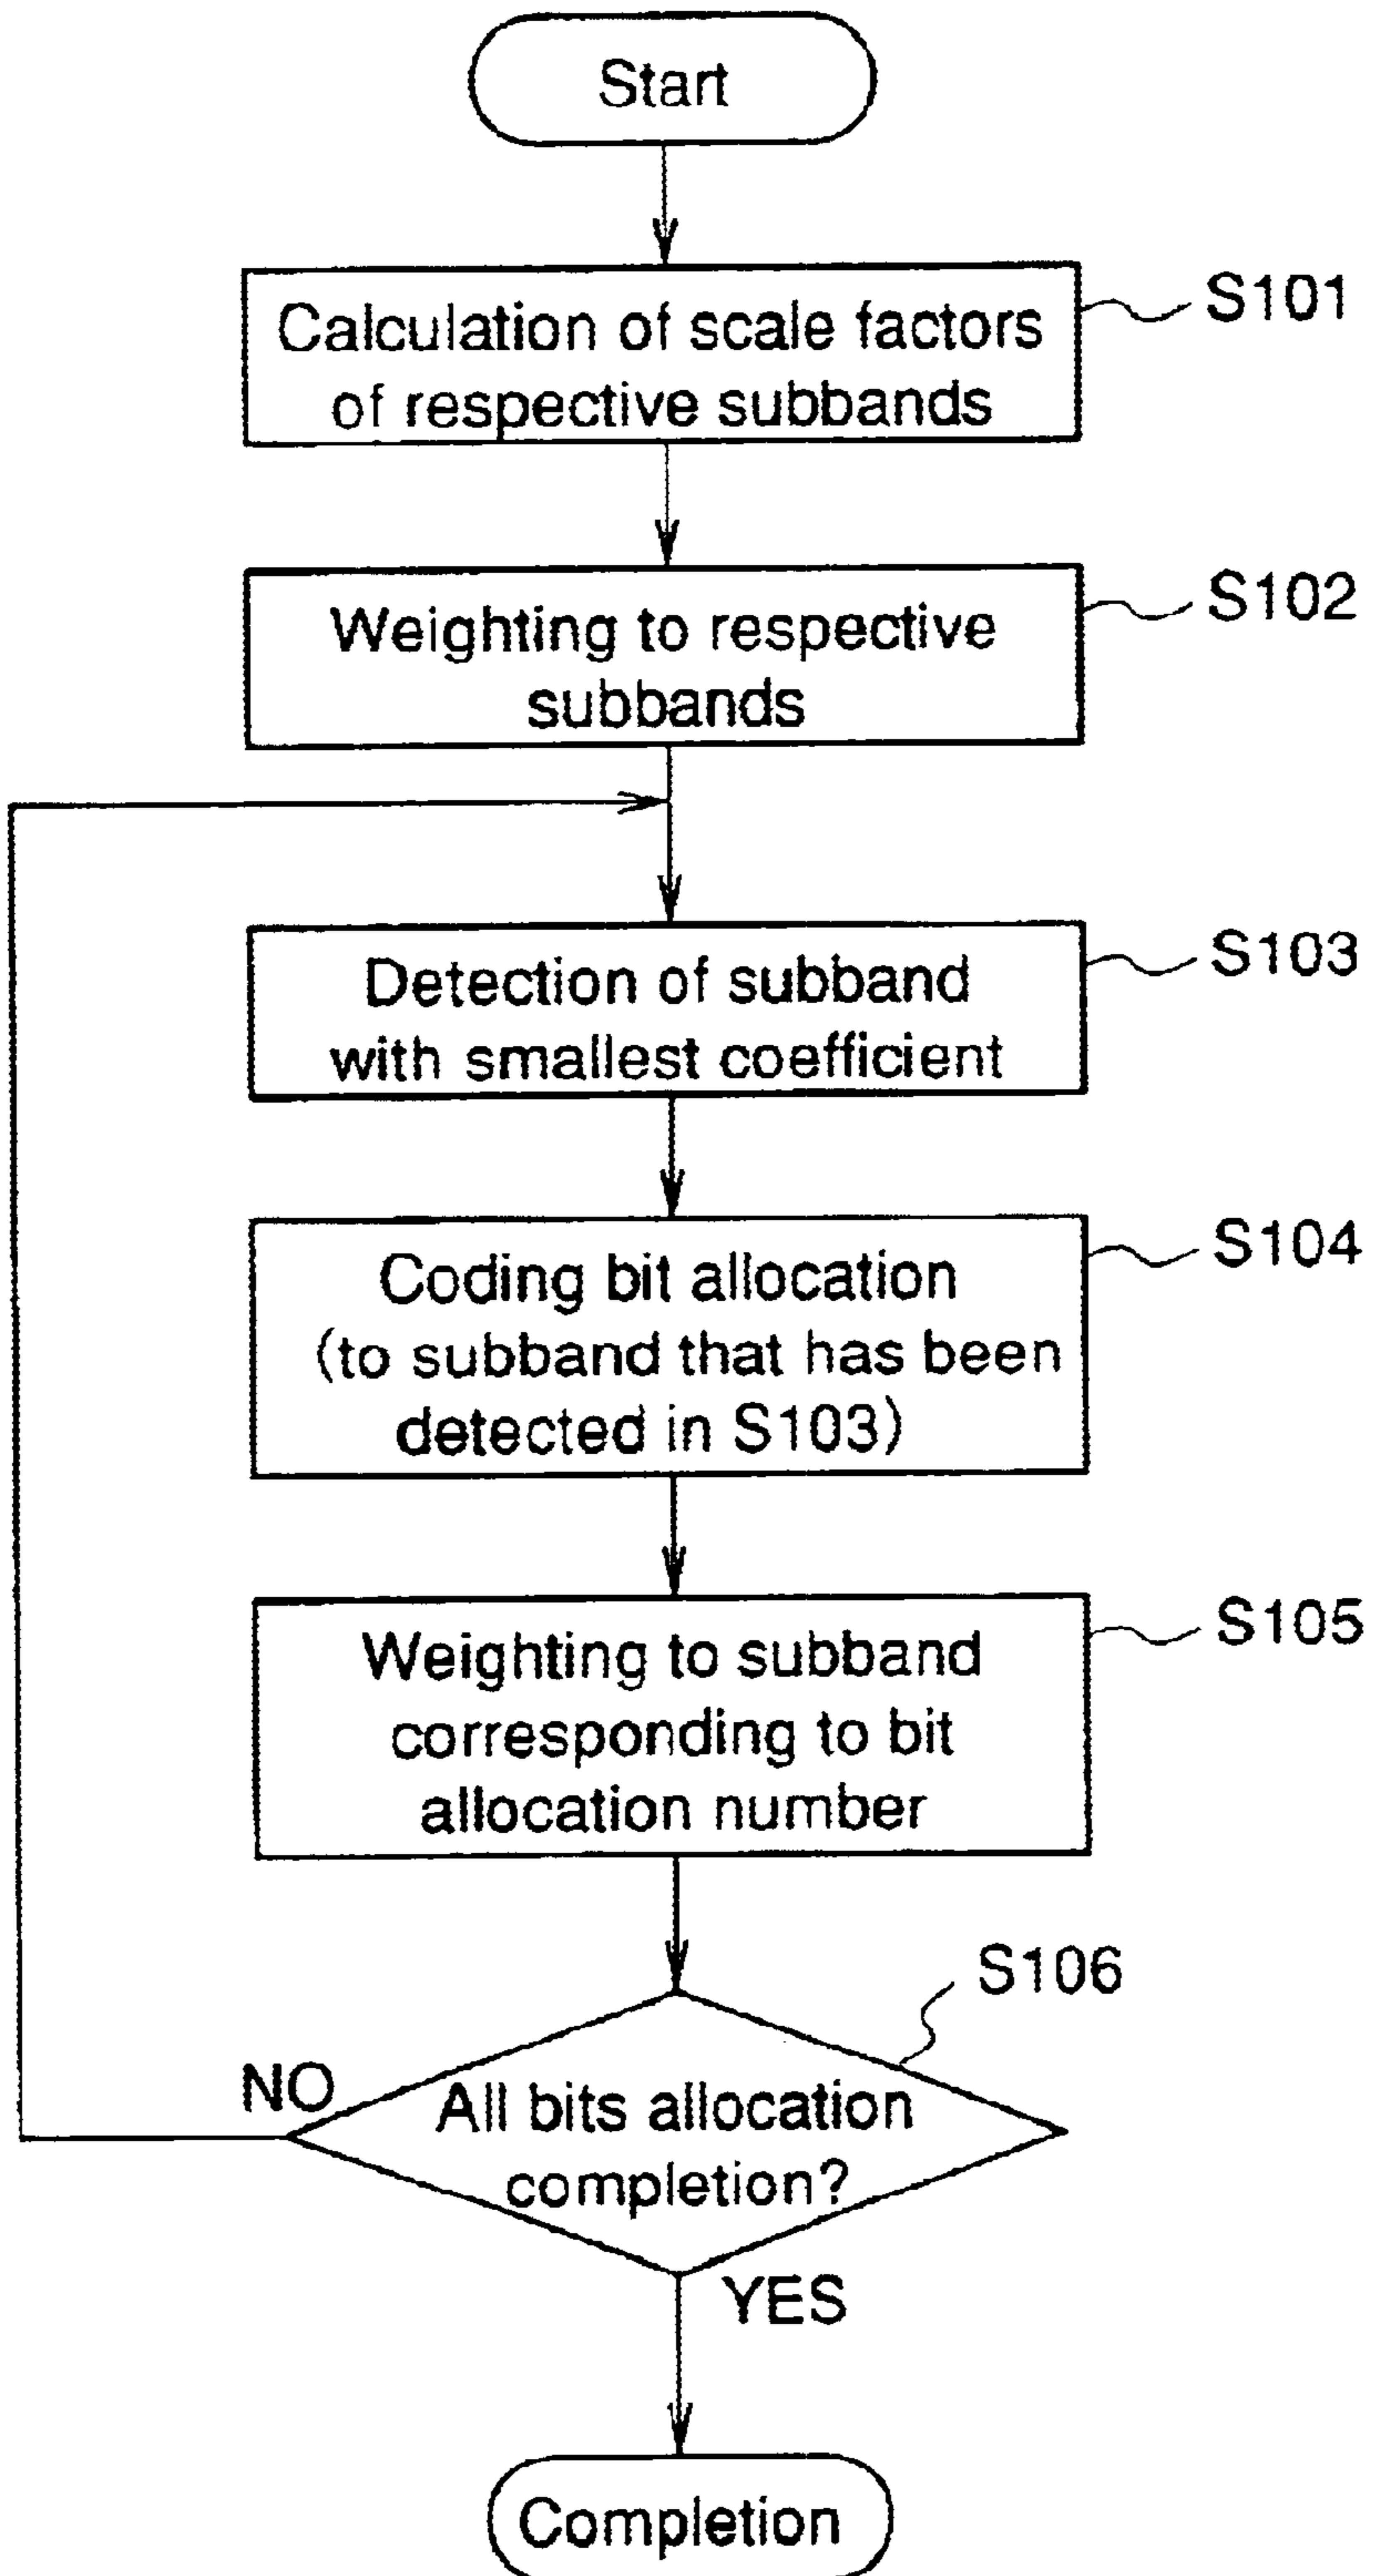 Start
Calculation of scale factors
of respective subbands
S101
Weighting to respective
subbands
S102
Detection of subband
with smallest coefficient
S103
Coding bit allocation
(to subband that has been
detected in S103)
S104
Weighting to subband
corresponding to bit
allocation number
S105
S106
NO
All bits allocation
completion?
YES
Completion